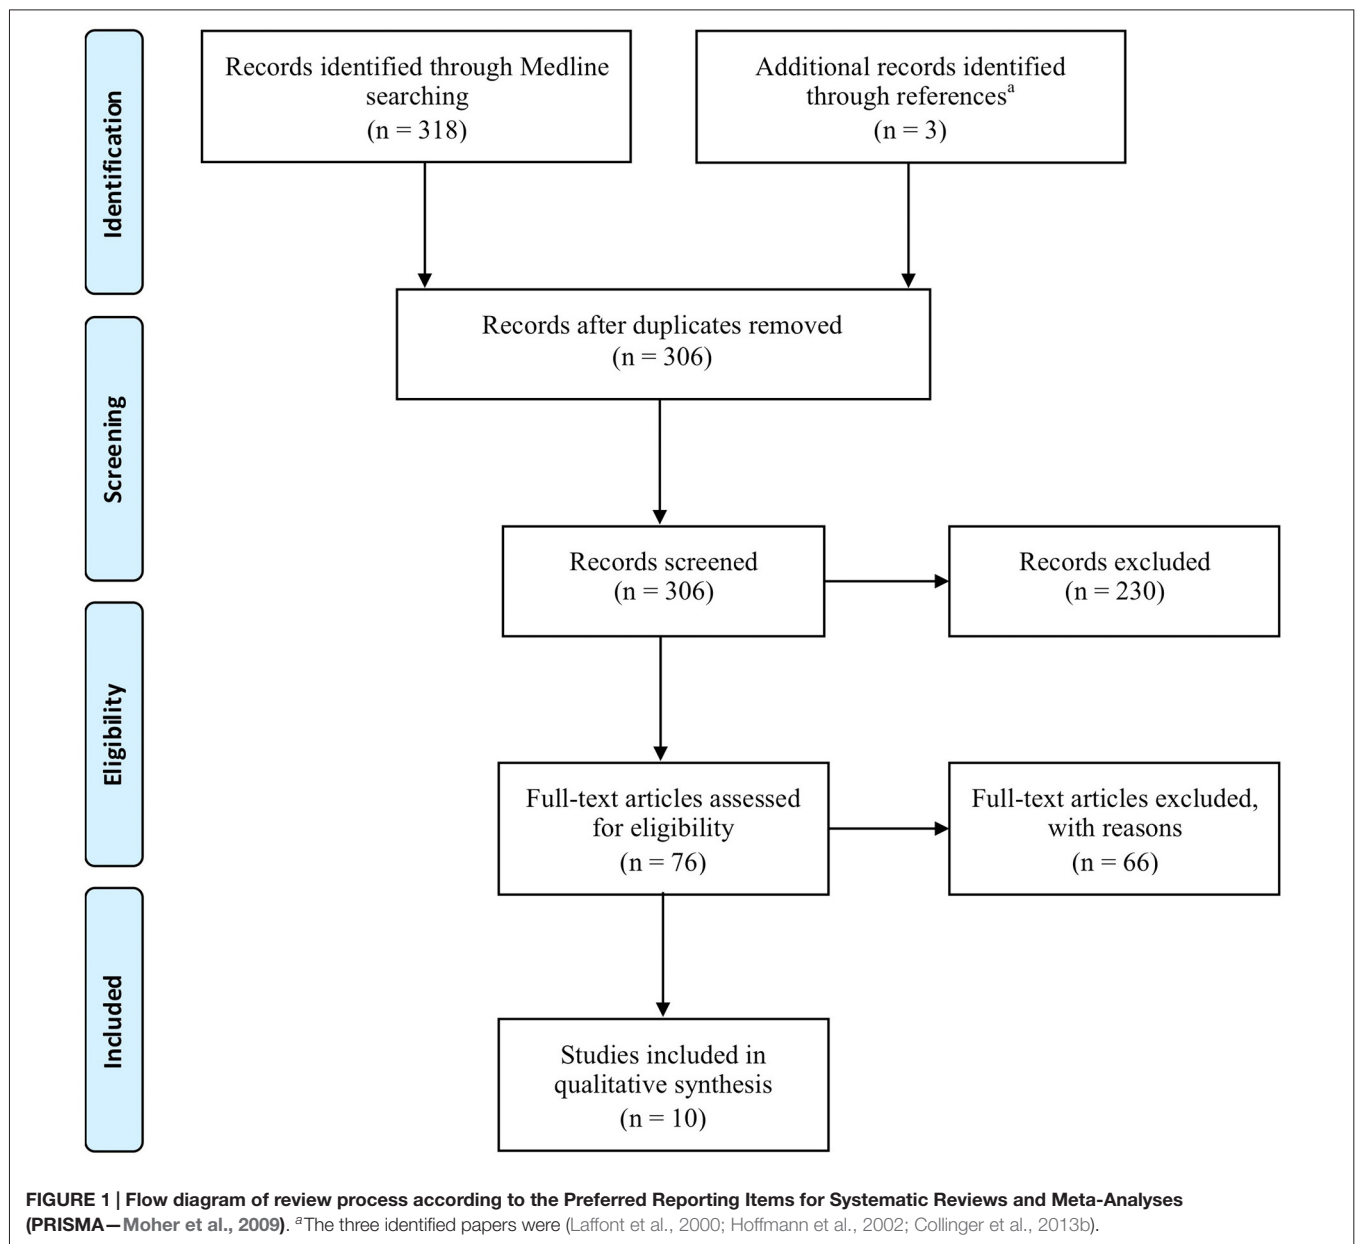 Identification
Records identified through Medline
searching
(n = 318)
Additional records identified
through referencesa
(n = 3)
Records after duplicates removed
(n = 306)
Screening
Records screened
(n = 306)
Records excluded
(n = 230)
Eligibility
Full-text articles assessed
for eligibility
(n = 76)
Full-text articles excluded,
with reasons
(n = 66)
Included
Studies included in
qualitative synthesis
(n = 10)
FIGURE 1 | Flow diagram of review process according to the Preferred Reporting Items for Systematic Reviews and Meta-Analyses
(PRISMA—Moher et al., 2009). aThe three identified papers were (Laffont et al., 2000; Hoffmann et al., 2002; Collinger et al., 2013b).